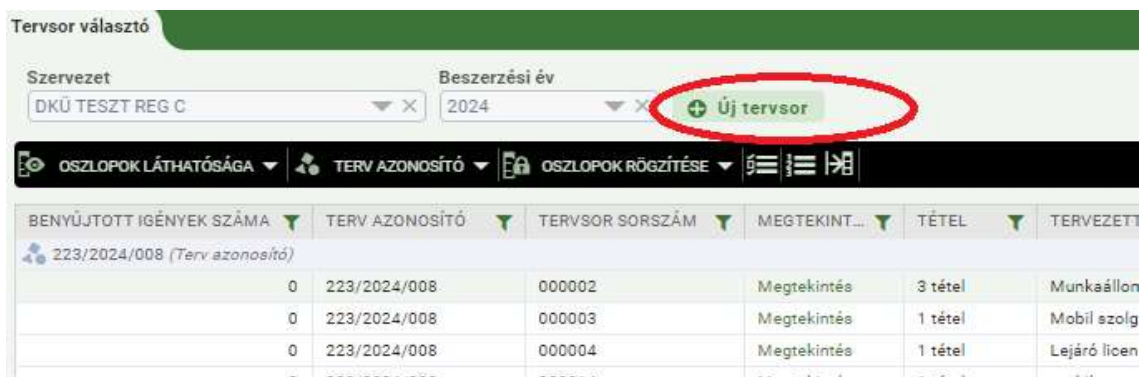 Tervsor választó
Szervezet Beszerzési év
DKÜ TESZT REG C 2024 Új tervsor
OSZLOPOK LÁTHATÓSÁGA TERV AZONOSÍTÓ OSZLOPOK RÖGZÍTÉSE
BENYÚJTOTT IGÉNYEK SZÁMA TERV AZONOSÍTÓ TERVSOR SORSZÁM MEGTEKINT... TÉTEL TERVEZETT
223/2024/008 (Terv azonosító)
0 223/2024/008 000002 Megtekintés 3 tétel Munkaállom
0 223/2024/008 000003 Megtekintés 1 tétel Mobil szolg
0 223/2024/008 000004 Megtekintés 1 tétel Lejáró licen